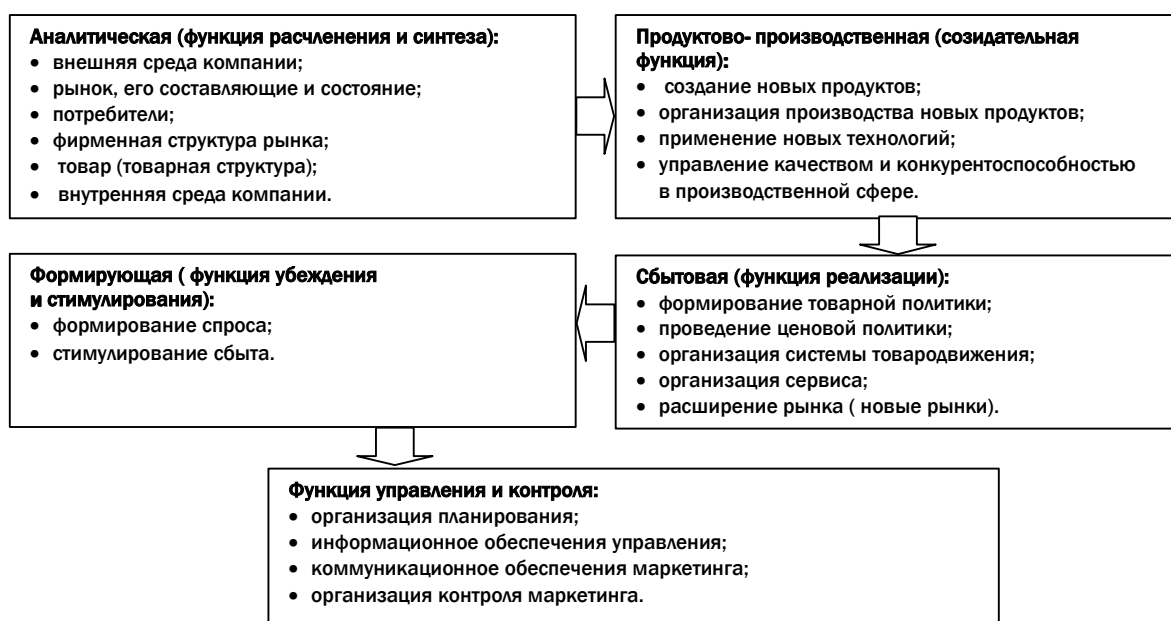 Аналитическая (функция расчленения и синтеза):
• внешняя среда компании;
• рынок, его составляющие и состояние;
• потребители;
• фирменная структура рынка;
• товар (товарная структура);
• внутренняя среда компании.
Продуктово- производственная (созидательная
функция):
• создание новых продуктов;
• организация производства новых продуктов;
• применение новых технологий;
• управление качеством и конкурентоспособностью
в производственной сфере.
Сбытовая (функция реализации):
• формирование товарной политики;
• проведение ценовой политики;
• организация системы товародвижения;
• организация сервиса;
• расширение рынка ( новые рынки).
Формирующая ( функция убеждения
и стимулирования):
• формирование спроса;
• стимулирование сбыта.
Функция управления и контроля:
• организация планирования;
• информационное обеспечения управления;
• коммуникационное обеспечения маркетинга;
• организация контроля маркетинга.